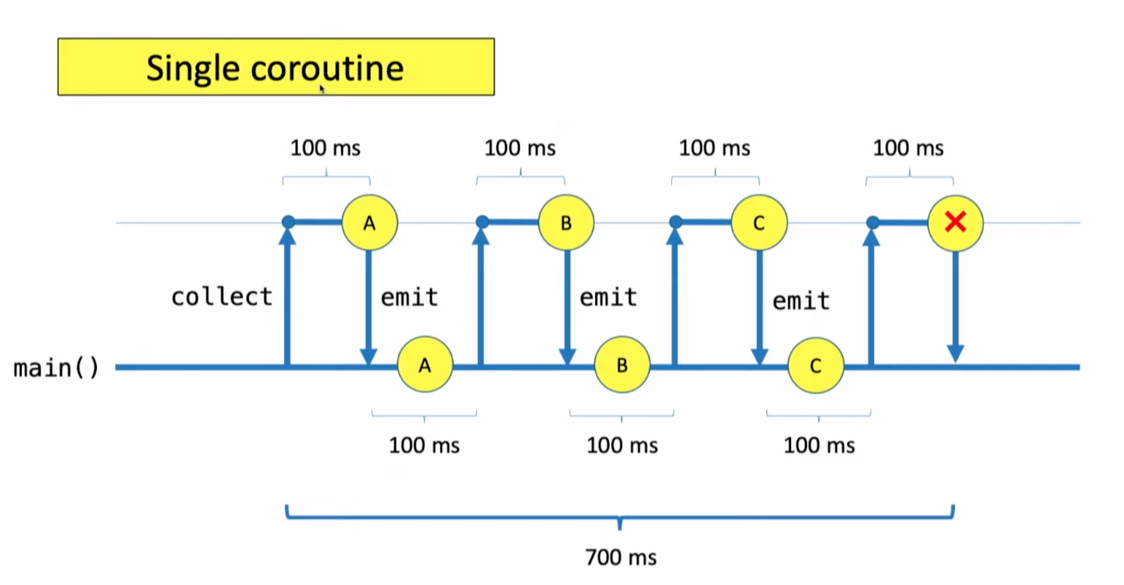 Single coroutine
100 ms 100 ms 100 ms 100 ms
A B C
collect emit emit emit
main() A B C
100 ms 100 ms 100 ms
700 ms